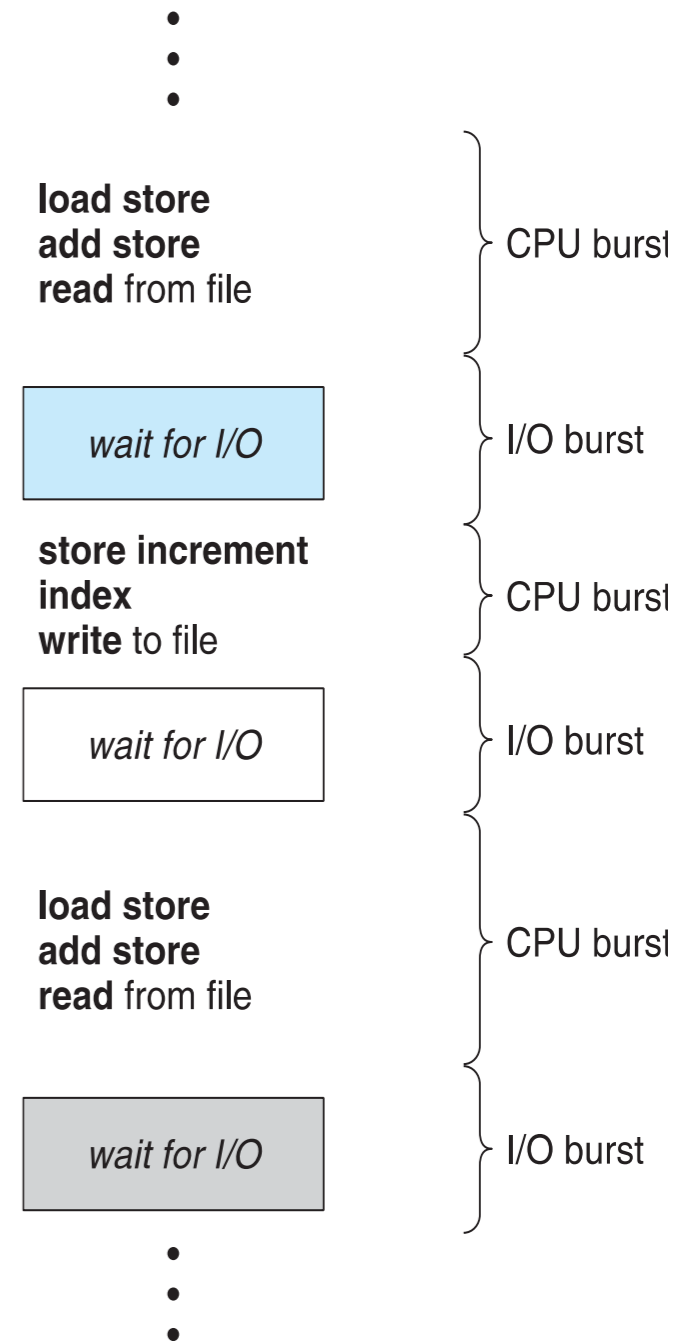 load store
add store
read from file
CPU burst
wait for I/O
I/O burst
store increment
index
write to file
CPU burst
wait for I/O
I/O burst
load store
add store
read from file
CPU burst
wait for I/O
I/O burst